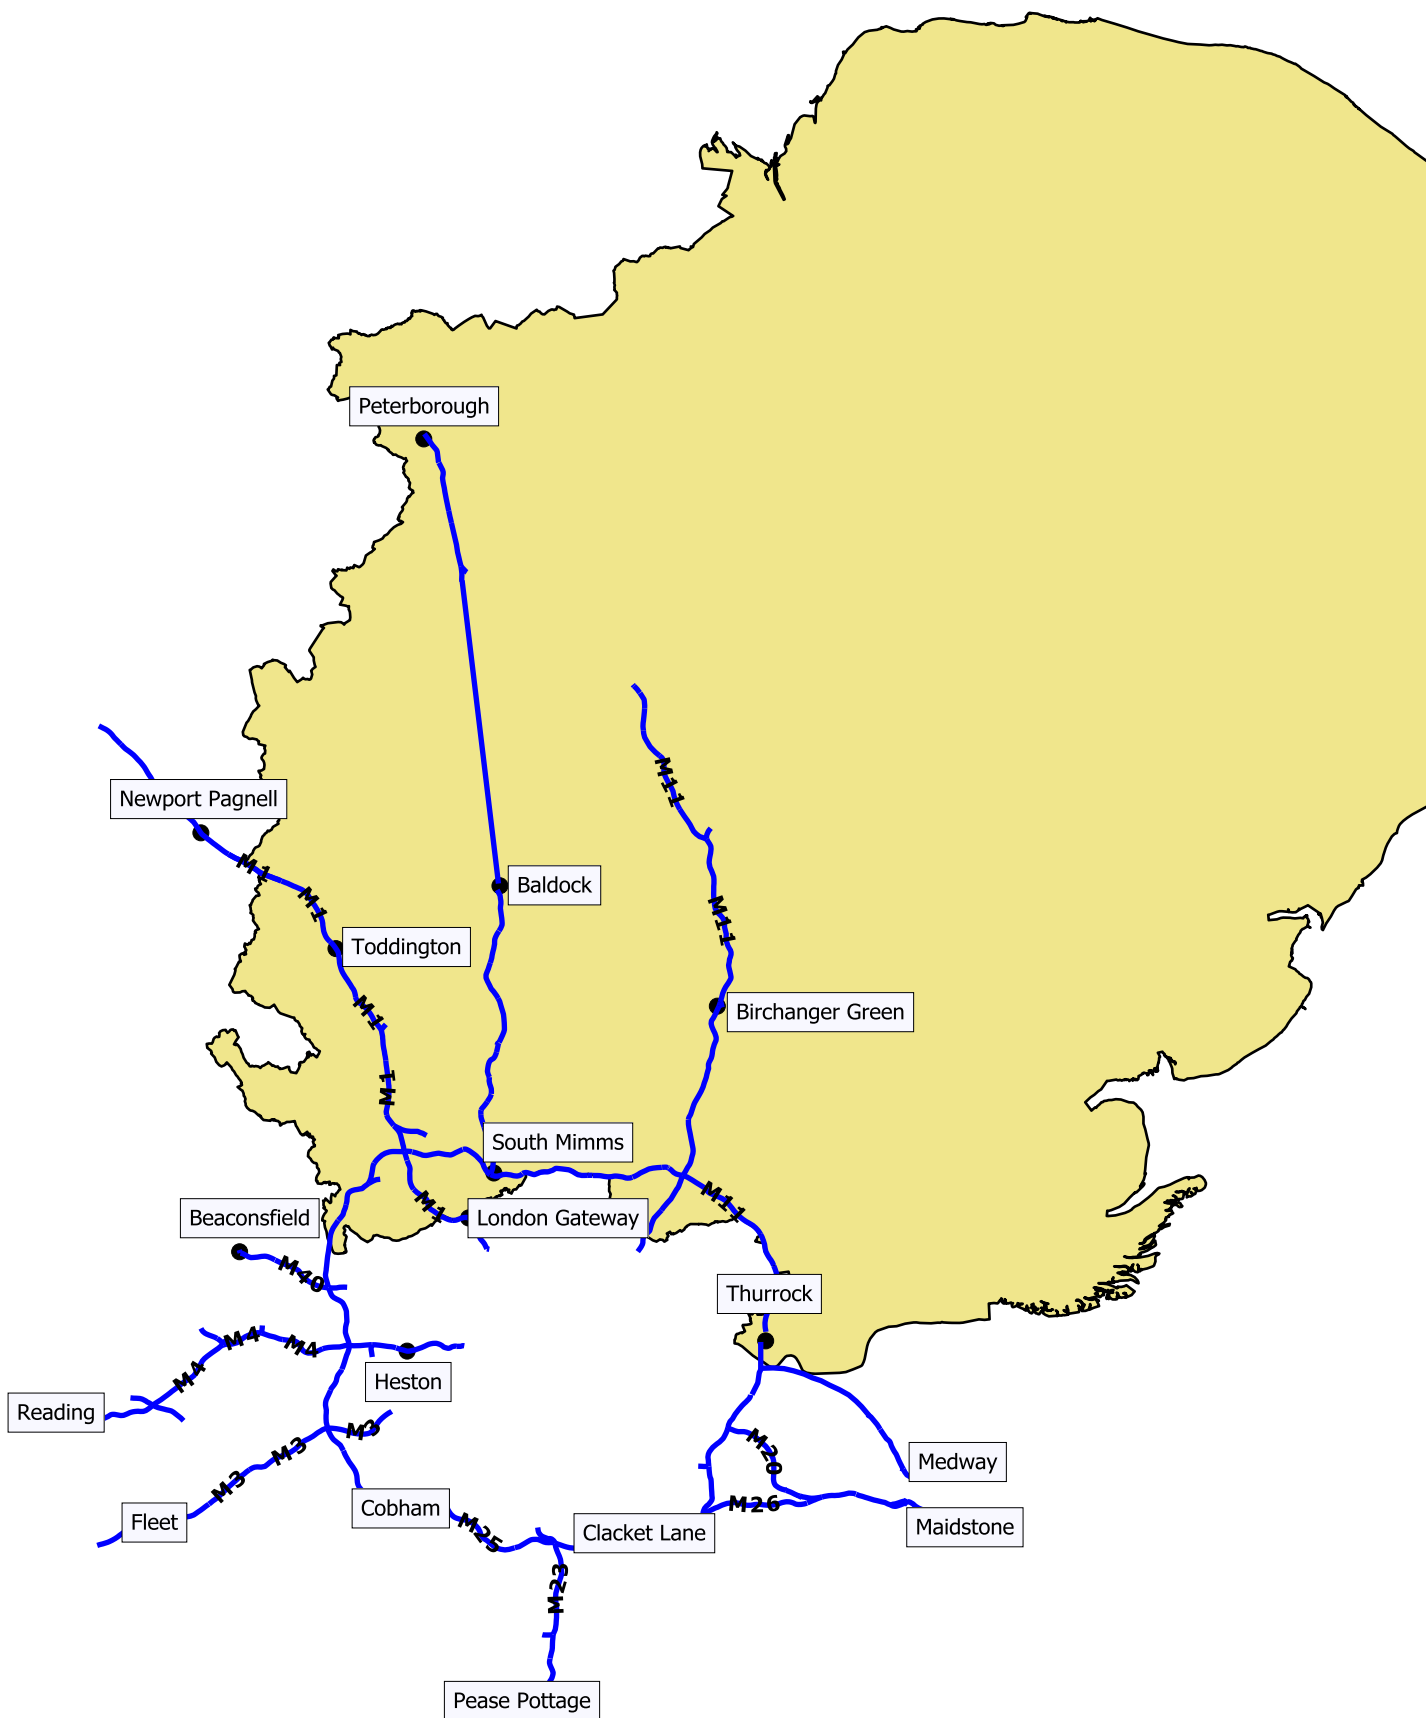 Peterborough
M11
Newport Pagnell
M1
M1
Baldock
M11
Toddington
M1
Birchanger Green
M1
South Mimms
M1
M11
Beaconsfield
London Gateway
M40
Thurrock
M4
M4
M4
Heston
Reading
M3
M3
M20
Medway
M3
M26
Cobham
Fleet
M25
Clacket Lane
Maidstone
M23
Pease Pottage